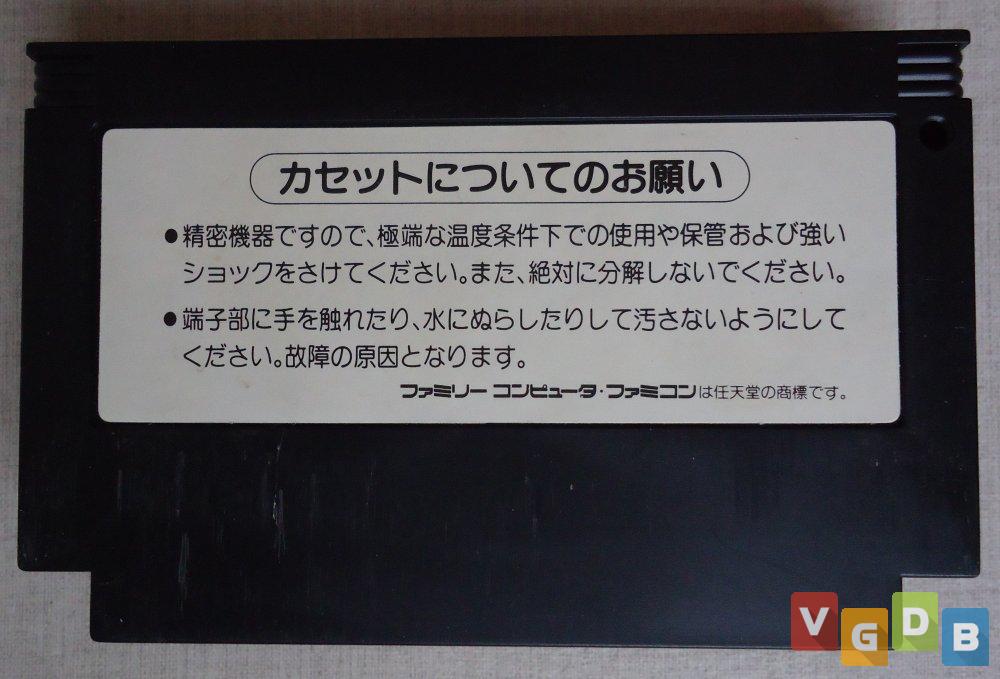 カセットについてのお願い
●精密機器ですので、極端な温度条件下での使用や保管および強い
ショックをさけてください。また、絶対に分解しないでください。
●端子部に手を触れたり、水にぬらしたりして汚さないようにして
ください。故障の原因となります。
ファミリー コンピュータ・ファミコンは任天堂の商標です。
VGDB